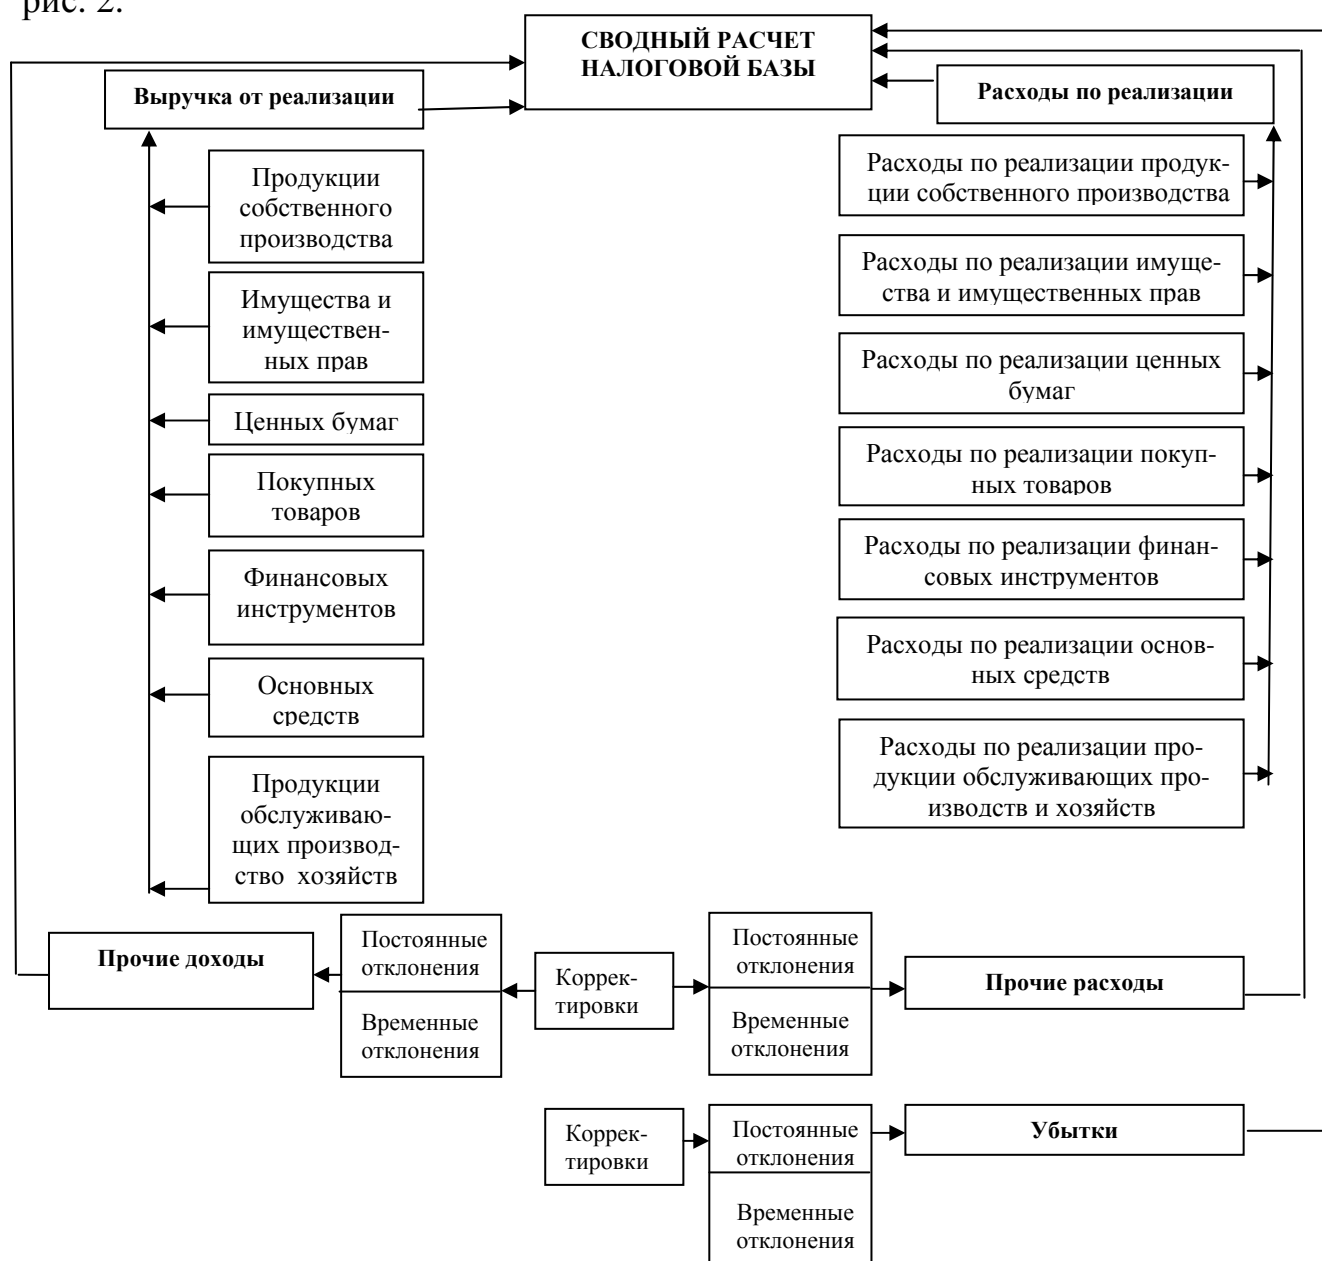 рис. 2.
СВОДНЫЙ РАСЧЕТ
НАЛОГОВОЙ БАЗЫ
Выручка от реализации
Расходы по реализации
Продукции
собственного
производства
Имущества и
имуществен-
ных прав
Ценных бумаг
Покупных
товаров
Финансовых
инструментов
Основных
средств
Продукции
обслуживаю-
щих производ-
ство хозяйств
Расходы по реализации продук-
ции собственного производства
Расходы по реализации имуще-
ства и имущественных прав
Расходы по реализации ценных
бумаг
Расходы по реализации покуп-
ных товаров
Расходы по реализации финан-
совых инструментов
Расходы по реализации основ-
ных средств
Расходы по реализации про-
дукции обслуживающих про-
изводств и хозяйств
Прочие доходы
Постоянные
отклонения
Временные
отклонения
Коррек-
тировки
Постоянные
отклонения
Временные
отклонения
Прочие расходы
Коррек-
тировки
Постоянные
отклонения
Временные
отклонения
Убытки